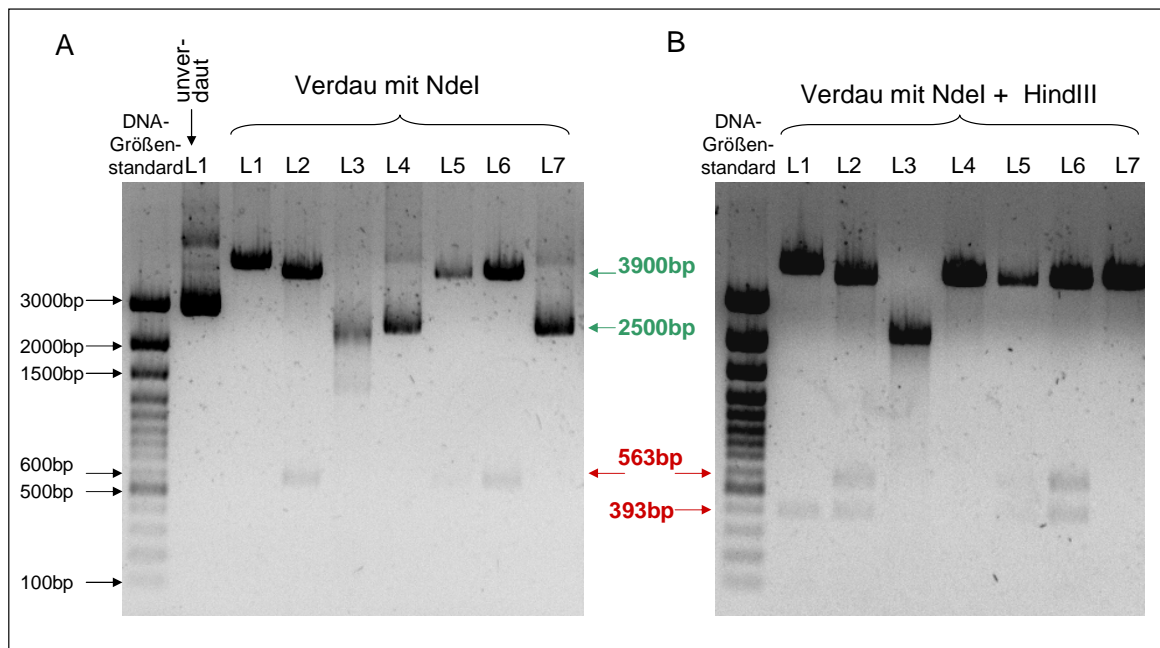 A
unver-
daut
Verdau mit NdeI
DNA-
Größen-
standard
L1
L1
L2
L3
L4
L5
L6
L7
3000bp
2000bp
1500bp
600bp
500bp
100bp
3900bp
2500bp
563bp
393bp
B
Verdau mit NdeI + HindIII
DNA-
Größen-
standard
L1
L2
L3
L4
L5
L6
L7